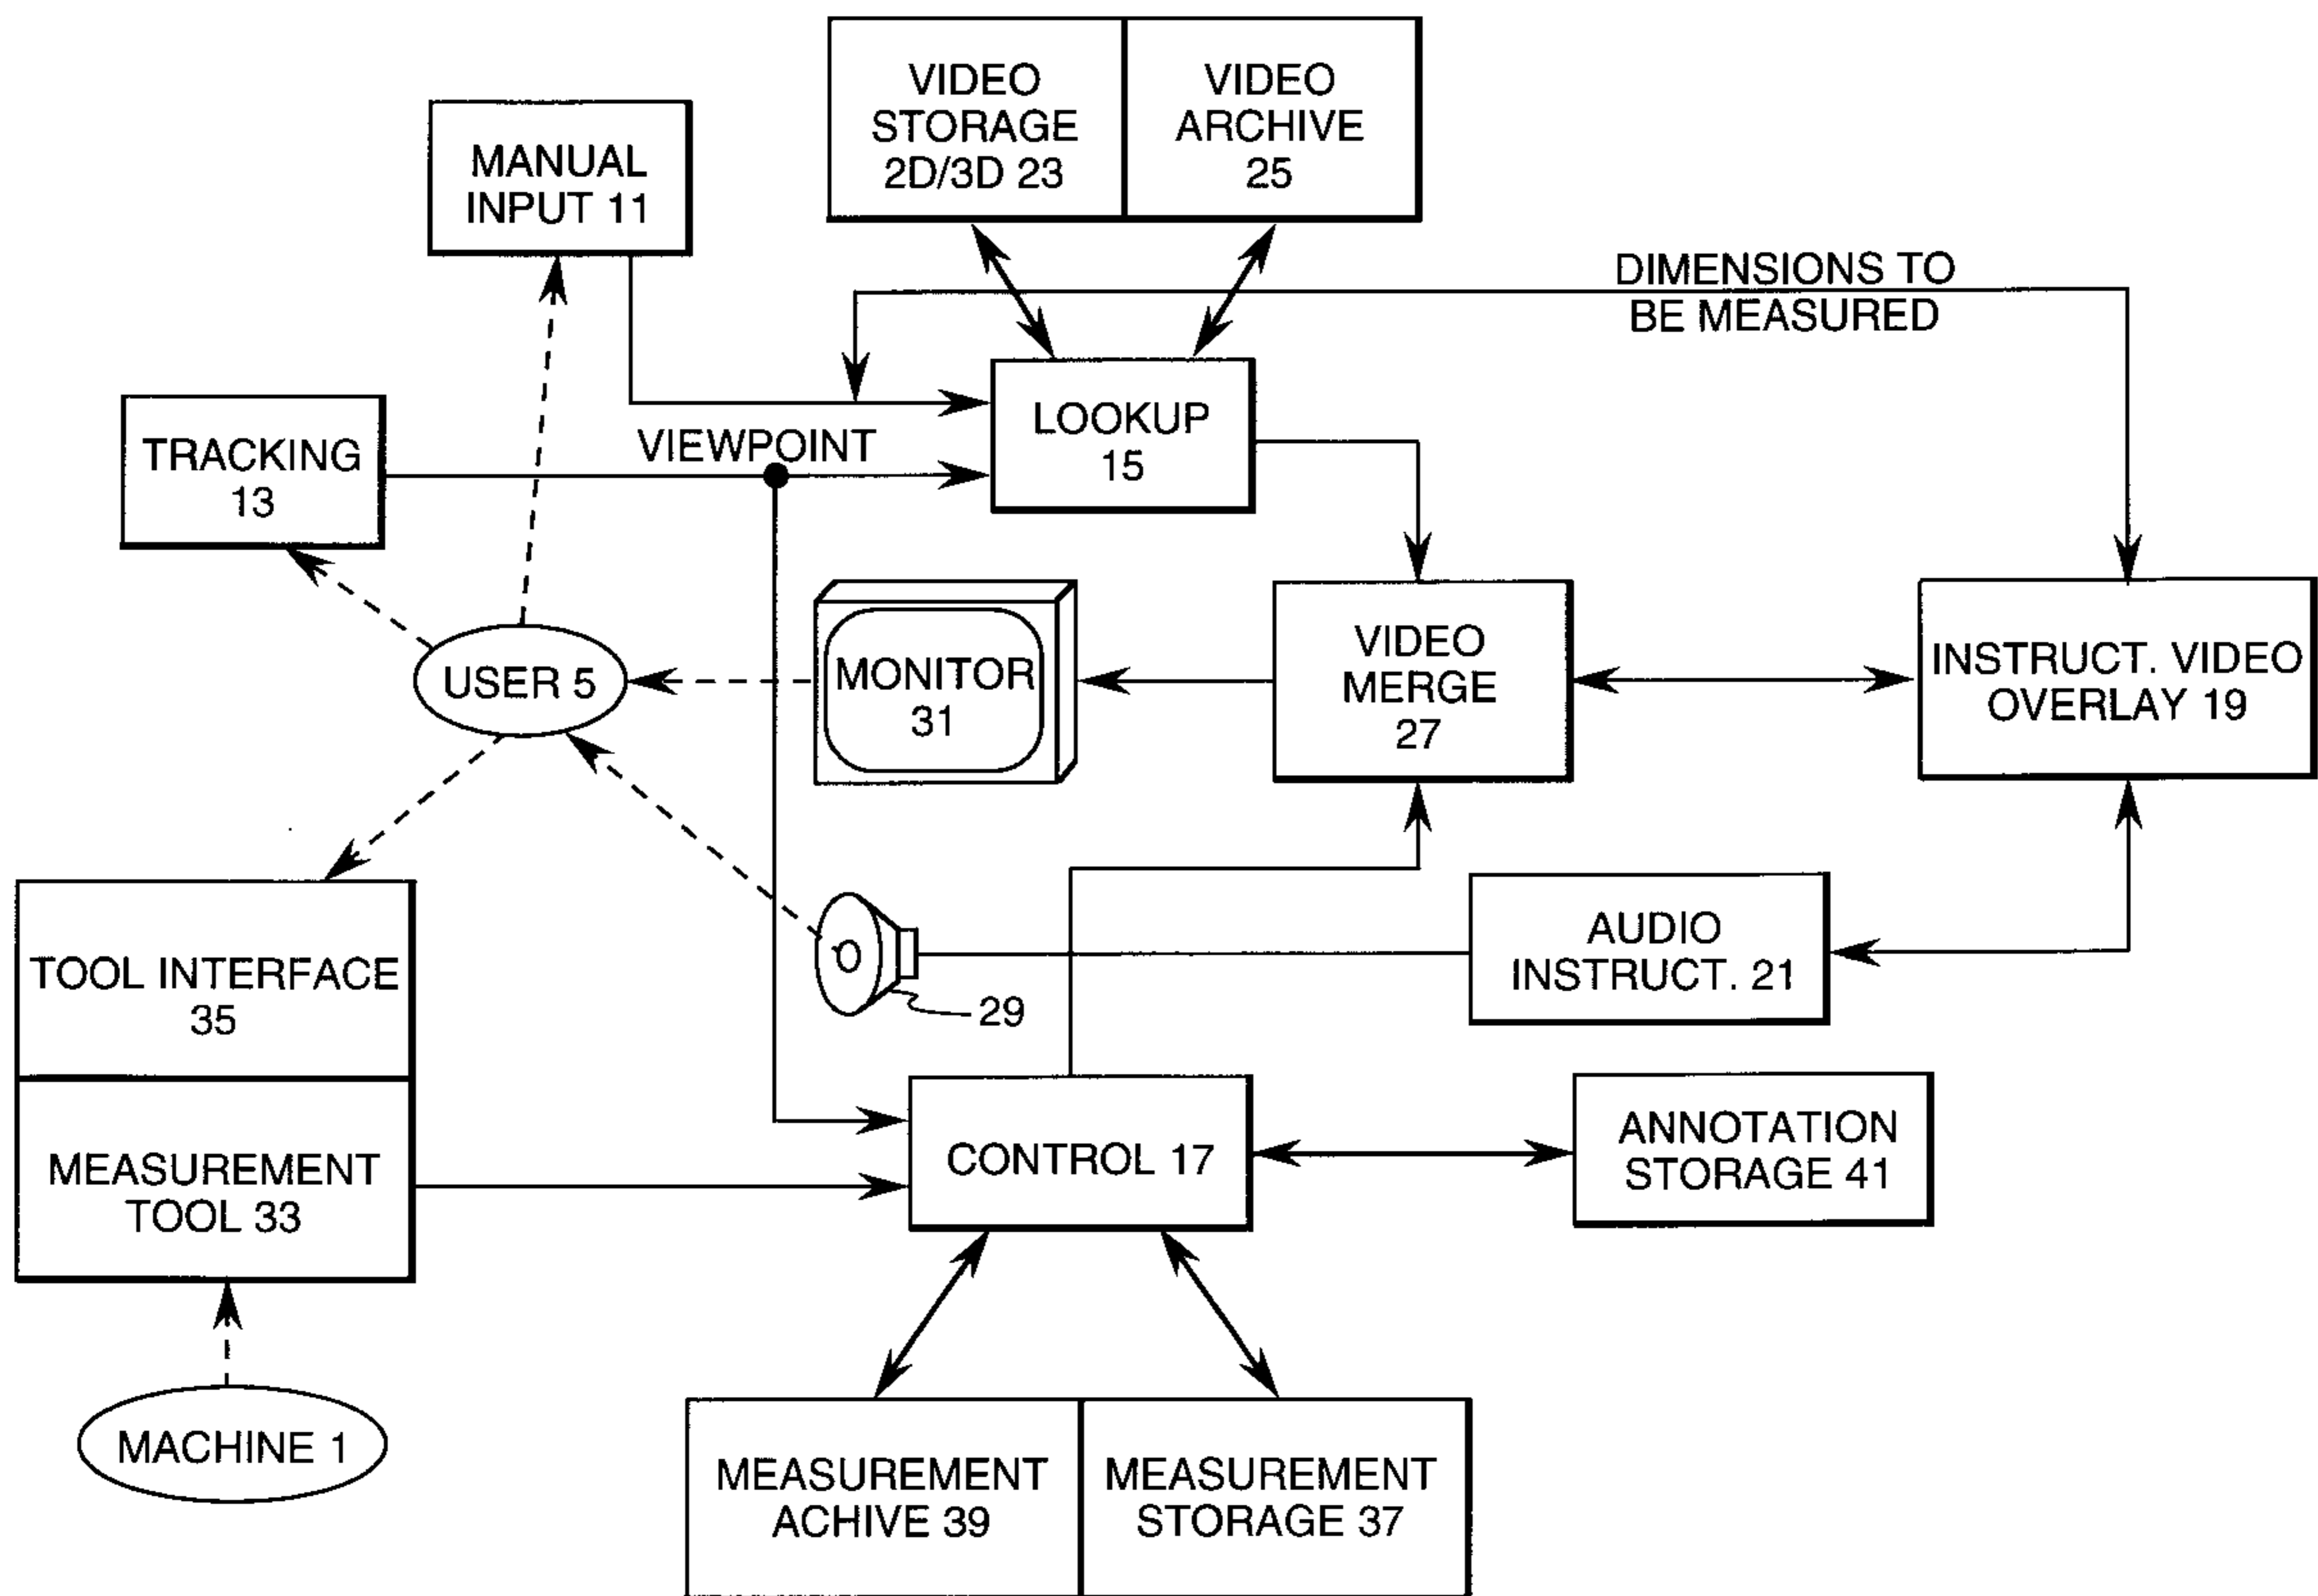 VIDEO
STORAGE
2D/3D 23
VIDEO
ARCHIVE
25
MANUAL
INPUT 11
DIMENSIONS TO
BE MEASURED
LOOKUP
15
TRACKING
13
VIEWPOINT
USER 5
MONITOR
31
VIDEO
MERGE
27
INSTRUCT. VIDEO
OVERLAY 19
TOOL INTERFACE
35
29
AUDIO
INSTRUCT. 21
MEASUREMENT
TOOL 33
CONTROL 17
ANNOTATION
STORAGE 41
MACHINE 1
MEASUREMENT
ACHIVE 39
MEASUREMENT
STORAGE 37